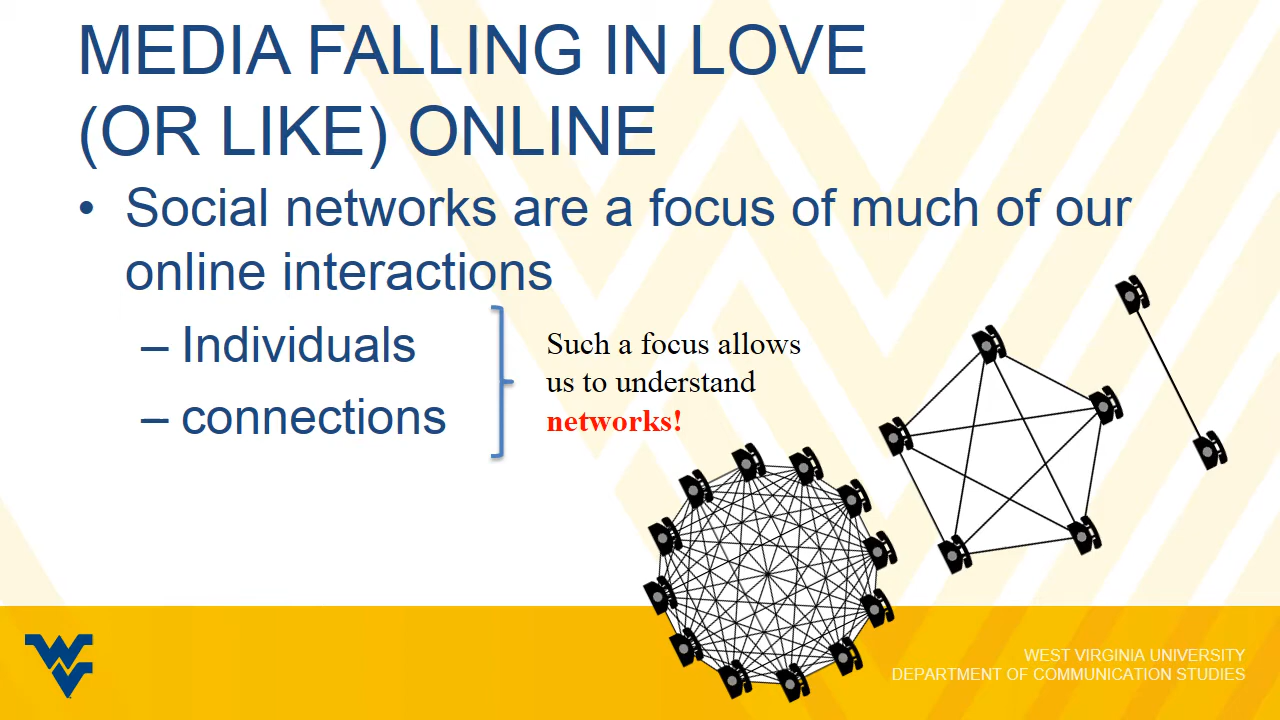 MEDIA FALLING IN LOVE
(OR LIKE) ONLINE
• Social networks are a focus of much of our
online interactions
– Individuals
– connections
Such a focus allows
us to understand
networks!
WEST VIRGINIA UNIVERSITY
DEPARTMENT OF COMMUNICATION STUDIES